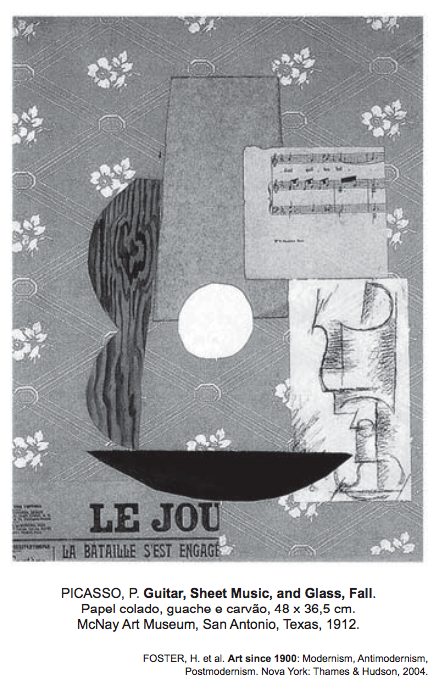 LE JOU
LA BATAILLE S'EST ENGAGÉ
PICASSO, P. Guitar, Sheet Music, and Glass, Fall.
Papel colado, guache e carvão, 48 x 36,5 cm.
McNay Art Museum, San Antonio, Texas, 1912.
FOSTER, H. et al. Art since 1900: Modernism, Antimodernism,
Postmodernism. Nova York: Thames & Hudson, 2004.